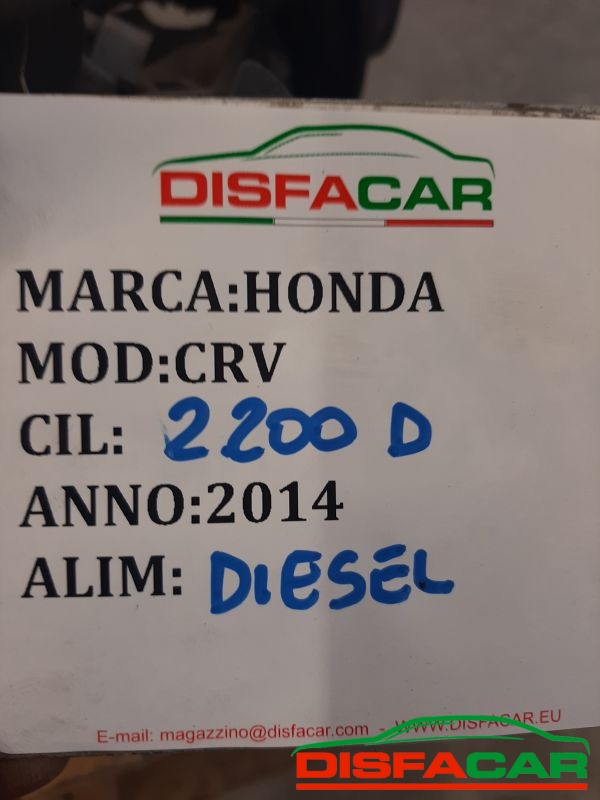 DISFACAR
MARCA:HONDA
MOD:CRV
CIL: 2200 D
ANNO:2014
ALIM: DIESEL
E-mail: magazzino@disfacar.com - WWW.DISFACAR.EU
DISFACAR